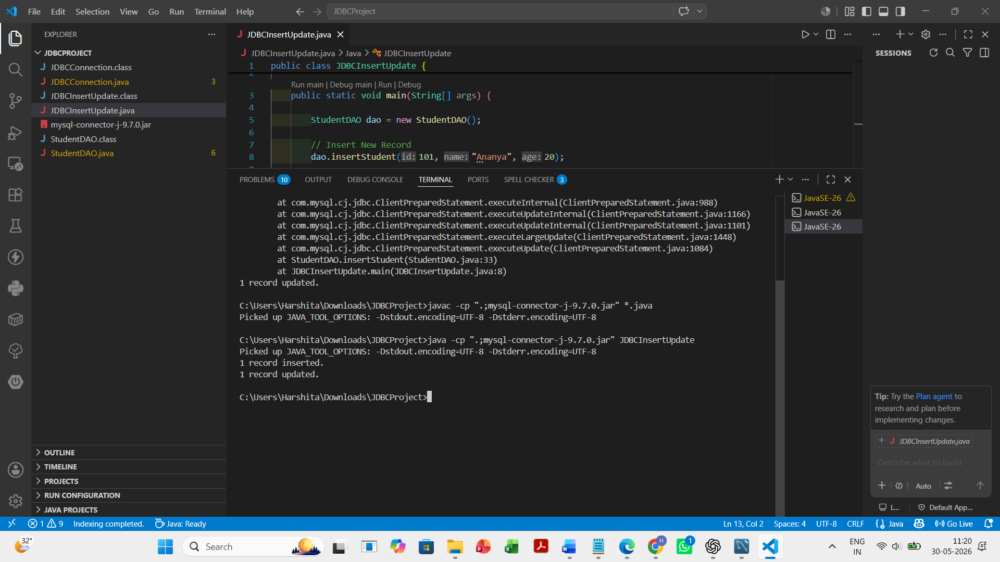 File Edit Selection View Go Run Terminal Help
JDBCProject
EXPLORER
JDBCPROJECT
JDBCConnection.class
JDBCConnection.java 3
JDBCInsertUpdate.class
JDBCInsertUpdate.java
mysql-connector-j-9.7.0.jar
StudentDAO.class
StudentDAO.java 6
OUTLINE
TIMELINE
PROJECTS
RUN CONFIGURATION
JAVA PROJECTS
JDBCInsertUpdate.java
JDBCInsertUpdate.java > Java > JDBCInsertUpdate
1 public class JDBCInsertUpdate {
2
Run main | Debug main | Run | Debug
3 public static void main(String[] args) {
4
5 StudentDAO dao = new StudentDAO();
6
7 // Insert New Record
8 dao.insertStudent(id: 101, name: "Ananya", age: 20);
PROBLEMS 10 OUTPUT DEBUG CONSOLE TERMINAL PORTS SPELL CHECKER 3
at com.mysql.cj.jdbc.ClientPreparedStatement.executeInternal(ClientPreparedStatement.java:988)
at com.mysql.cj.jdbc.ClientPreparedStatement.executeUpdateInternal(ClientPreparedStatement.java:1166)
at com.mysql.cj.jdbc.ClientPreparedStatement.executeUpdateInternal(ClientPreparedStatement.java:1101)
at com.mysql.cj.jdbc.ClientPreparedStatement.executeLargeUpdate(ClientPreparedStatement.java:1448)
at com.mysql.cj.jdbc.ClientPreparedStatement.executeUpdate(ClientPreparedStatement.java:1084)
at StudentDAO.insertStudent(StudentDAO.java:33)
at JDBCInsertUpdate.main(JDBCInsertUpdate.java:8)
1 record updated.
C:\Users\Harshita\Downloads\JDBCProject>javac -cp ".;mysql-connector-j-9.7.0.jar" *.java
Picked up JAVA_TOOL_OPTIONS: -Dstdout.encoding=UTF-8 -Dstderr.encoding=UTF-8
C:\Users\Harshita\Downloads\JDBCProject>java -cp ".;mysql-connector-j-9.7.0.jar" JDBCInsertUpdate
Picked up JAVA_TOOL_OPTIONS: -Dstdout.encoding=UTF-8 -Dstderr.encoding=UTF-8
1 record inserted.
1 record updated.
C:\Users\Harshita\Downloads\JDBCProject>
JavaSE-26
JavaSE-26
JavaSE-26
SESSIONS
Tip: Try the Plan agent to
research and plan before
implementing changes.
JDBCInsertUpdate.java
Describe what to build
Auto
L... Default App...
1 9 Indexing completed. Java: Ready
Ln 13, Col 2 Spaces: 4 UTF-8 CRLF Java Go Live
32°
Search
H
1
ENG
IN
11:20
30-05-2026